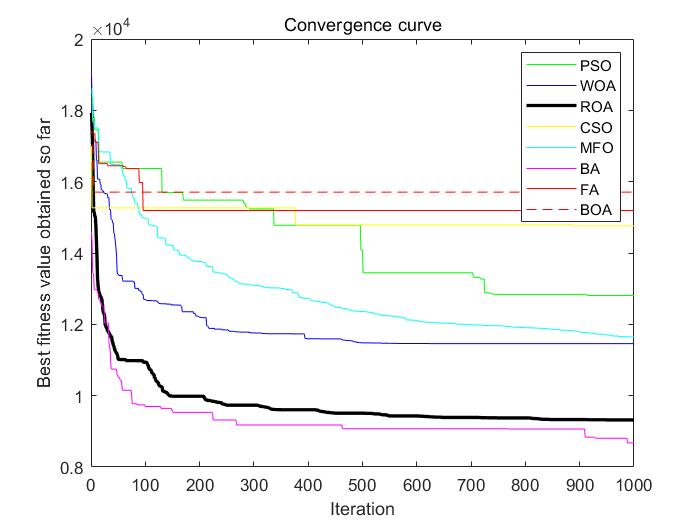 Convergence curve
×10⁴
2
1.8
1.6
1.4
1.2
1
0.8
0 100 200 300 400 500 600 700 800 900 1000
Iteration
Best fitness value obtained so far
PSO
WOA
ROA
CSO
MFO
BA
FA
BOA